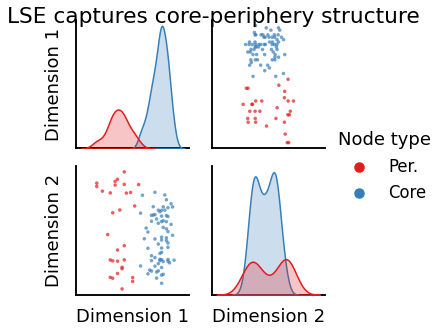 LSE captures core-periphery structure
Dimension 1
Node type
Per.
Core
Dimension 2
Dimension 1
Dimension 2